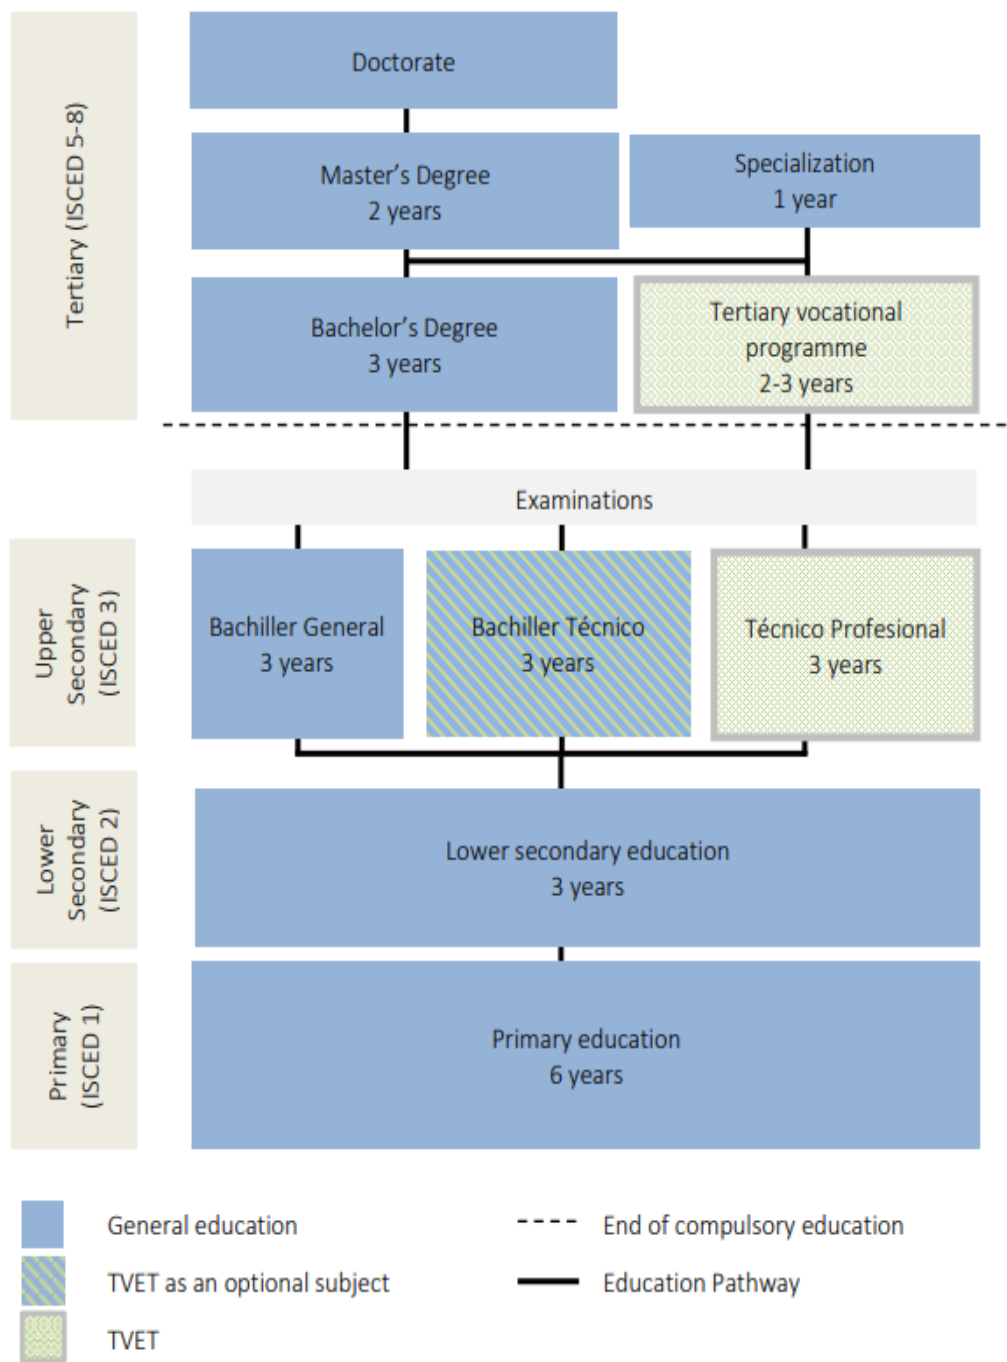 Tertiary (ISCED 5-8)
Doctorate
Master's Degree
2 years
Specialization
1 year
Bachelor's Degree
3 years
Tertiary vocational
programme
2-3 years
Examinations
Upper
Secondary
(ISCED 3)
Bachiller General
3 years
Bachiller Técnico
3 years
Técnico Profesional
3 years
Lower
Secondary
(ISCED 2)
Lower secondary education
3 years
Primary
(ISCED 1)
Primary education
6 years
General education
End of compulsory education
TVET as an optional subject
Education Pathway
TVET